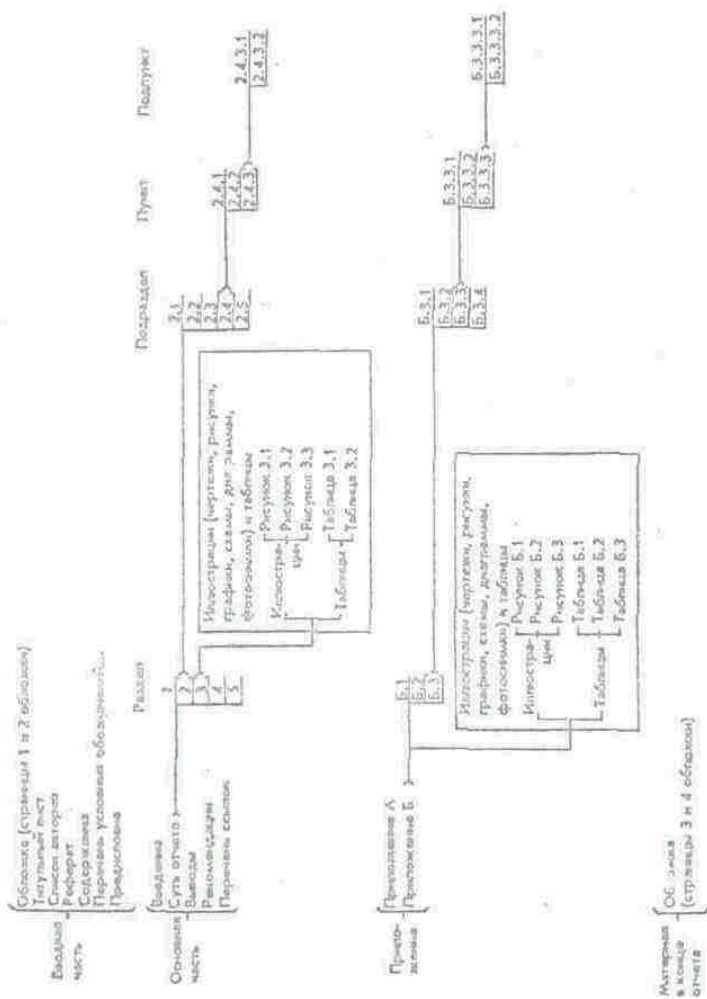 Вводная
часть
Обложка (страницы 1 и 2 обложки)
Титульный лист
Список авторов
Реферат
Содержание
Перечень условных обозначений
Предисловие
Основная
часть
Введение
Суть отчета
Выводы
Рекомендации
Перечень ссылок
Раздел
1
2
3
4
5
Подраздел
2.1
2.2
2.3
2.4
2.5
Пункт
2.4.1
2.4.2
2.4.3
Подпункт
2.4.3.1
2.4.3.2
Иллюстрации (чертежи, рисунки,
графики, схемы, диаграммы,
фотоснимки) и таблицы
Иллюстра-
ции
Рисунок 3.1
Рисунок 3.2
Рисунок 3.3
Таблицы
Таблица 3.1
Таблица 3.2
Прило-
жения
Приложение А
Приложение Б
Б.1
Б.2
Б.3
Б.3.1
Б.3.2
Б.3.3
Б.3.4
Б.3.3.1
Б.3.3.2
Б.3.3.3
Б.3.3.3.1
Б.3.3.3.2
Иллюстрации (чертежи, рисунки,
графики, схемы, диаграммы,
фотоснимки) и таблицы
Иллюстра-
ции
Рисунок Б.1
Рисунок Б.2
Рисунок Б.3
Таблицы
Таблица Б.1
Таблица Б.2
Таблица Б.3
Материал
в конце
отчета
Обложка
(страницы 3 и 4 обложки)